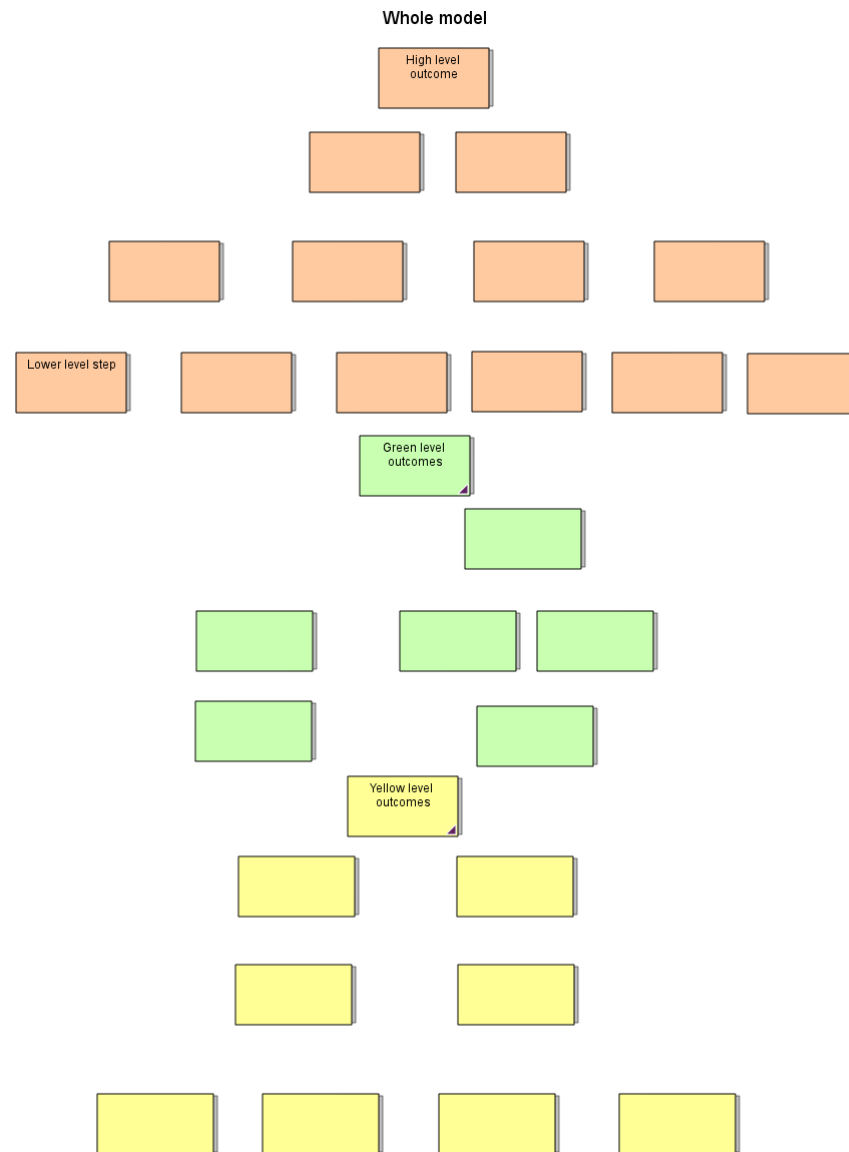 Whole model
High level
outcome
Lower level step
Green level
outcomes
Yellow level
outcomes